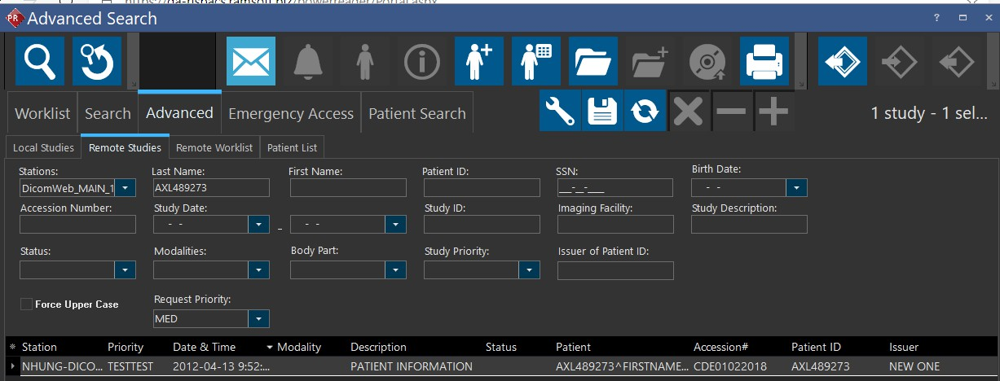 Advanced Search
Worklist Search Advanced Emergency Access Patient Search 1 study - 1 sel...
Local Studies Remote Studies Remote Worklist Patient List
Stations: Last Name: First Name: Patient ID: SSN: Birth Date:
DicomWeb_MAIN_1 AXL489273 __-_-___ - -
Accession Number: Study Date: Study ID: Imaging Facility: Study Description:
- - - - -
Status: Modalities: Body Part: Study Priority: Issuer of Patient ID:
Force Upper Case Request Priority:
MED
Station Priority Date & Time Modality Description Status Patient Accession# Patient ID Issuer
NHUNG-DICO... TESTTEST 2012-04-13 9:52:... PATIENT INFORMATION AXL489273^FIRSTNAME... CDE01022018 AXL489273 NEW ONE